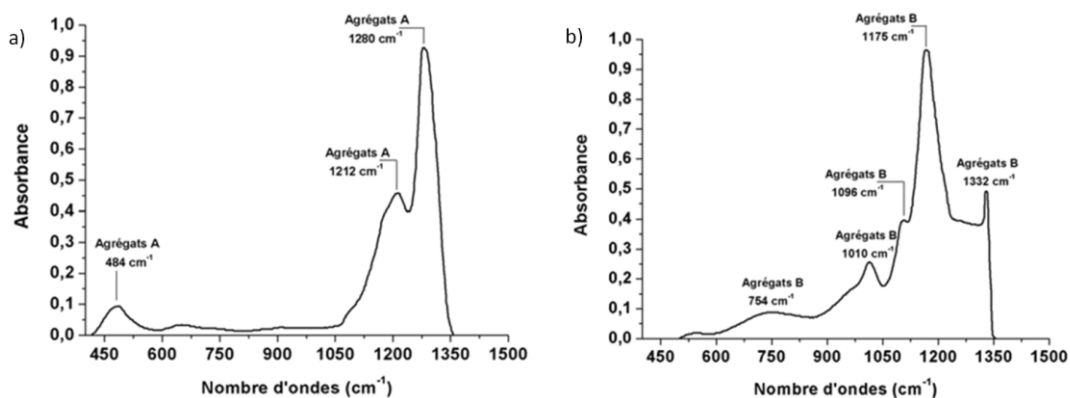 a)
Absorbance
1,0
0,9
0,8
0,7
0,6
0,5
0,4
0,3
0,2
0,1
0,0
Agrégats A
1280 cm⁻¹
Agrégats A
1212 cm⁻¹
Agrégats A
484 cm⁻¹
450 600 750 900 1050 1200 1350 1500
Nombre d'ondes (cm⁻¹)
b)
Absorbance
1,0
0,9
0,8
0,7
0,6
0,5
0,4
0,3
0,2
0,1
0,0
Agrégats B
1175 cm⁻¹
Agrégats B
1096 cm⁻¹
Agrégats B
1332 cm⁻¹
Agrégats B
1010 cm⁻¹
Agrégats B
754 cm⁻¹
450 600 750 900 1050 1200 1350 1500
Nombre d'ondes (cm⁻¹)